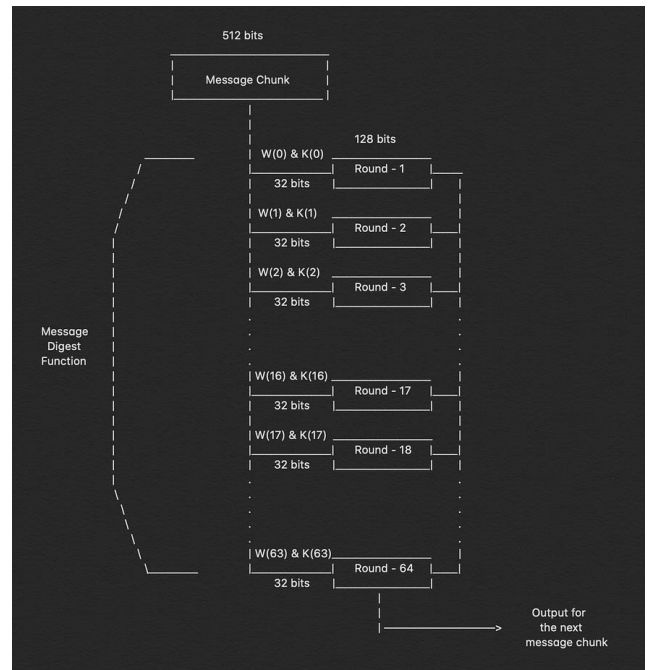 512 bits
Message Chunk
128 bits
W(0) & K(0)
Round - 1
32 bits
W(1) & K(1)
Round - 2
32 bits
W(2) & K(2)
Round - 3
32 bits
Message
Digest
Function
W(16) & K(16)
Round - 17
32 bits
W(17) & K(17)
Round - 18
32 bits
W(63) & K(63)
Round - 64
32 bits
Output for
the next
message chunk